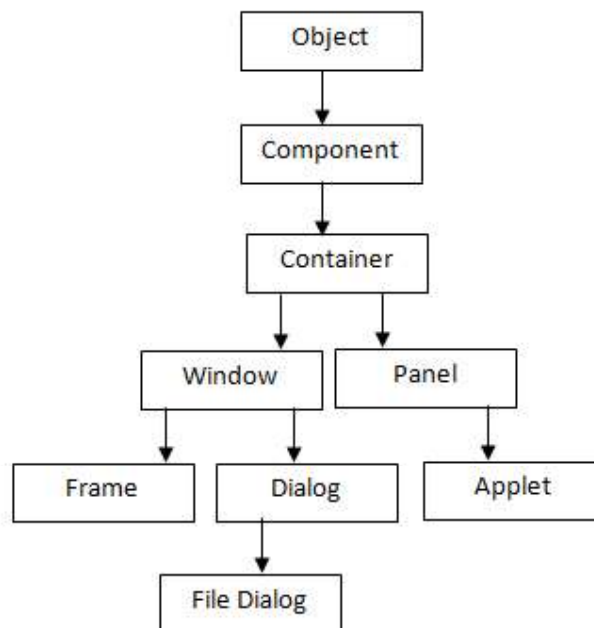 Object
Component
Container
Window
Panel
Frame
Dialog
Applet
File Dialog